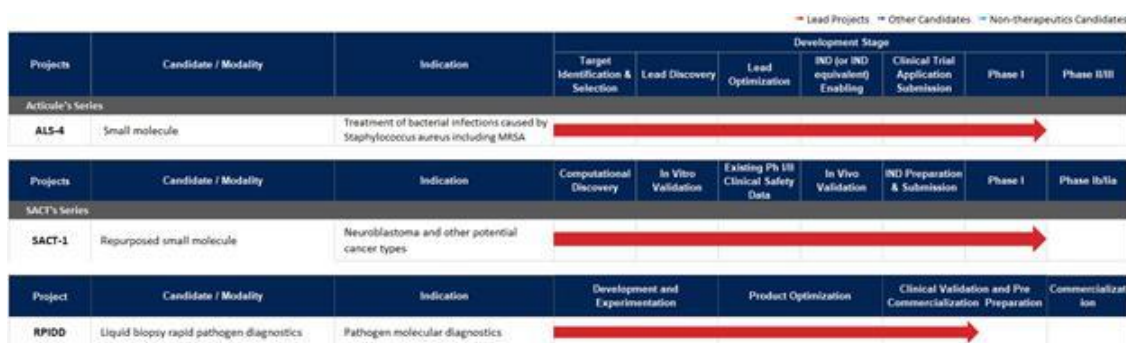 Lead Projects Other Candidates Non-therapeutics Candidates
Projects Candidate / Modality Indication Development Stage
Target Identification & Selection Lead Discovery Lead Optimization IND (or IND equivalent) Enabling Clinical Trial Application Submission Phase I Phase II/III
Acticule's Series
ALS-4 Small molecule Treatment of bacterial infections caused by
Staphylococcus aureus including MRSA
Projects Candidate / Modality Indication Computational Discovery In Vitro Validation Existing Ph I/II Clinical Safety Data In Vivo Validation IND Preparation & Submission Phase I Phase Ib/IIa
SACT's Series
SACT-1 Repurposed small molecule Neuroblastoma and other potential
cancer types
Project Candidate / Modality Indication Development and Experimentation Product Optimization Clinical Validation and Pre Commercialization Preparation Commercializat
ion
RPIDD Liquid biopsy rapid pathogen diagnostics Pathogen molecular diagnostics